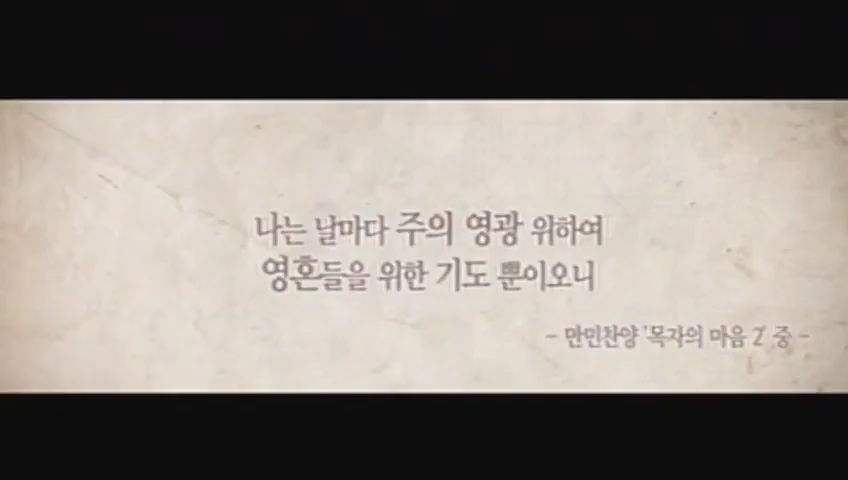 나는 날마다 주의 영광 위하여
영혼들을 위한 기도 뿐이오니
- 만민찬양 '목자의 마음 2' 중 -